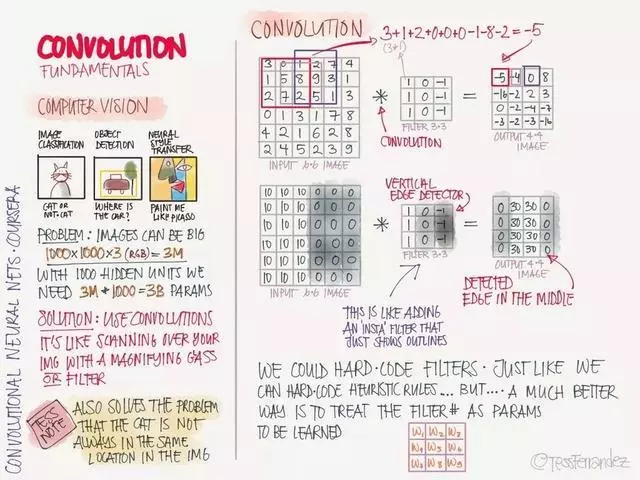 CONVOLUTIONAL NEURAL NETS · COURSERA
CONVOLUTION
FUNDAMENTALS
COMPUTER VISION
IMAGE
CLASSIFICATION
CAT OR
NOT CAT
OBJECT
DETECTION
WHERE IS
THE CAR?
NEURAL
STYLE
TRANSFER
PAINT ME
LIKE PICASSO
PROBLEM: IMAGES CAN BE BIG
1000×1000×3 (RGB) = 3M
WITH 1000 HIDDEN UNITS WE
NEED 3M * 1000 = 3B PARAMS
SOLUTION: USE CONVOLUTIONS
IT'S LIKE SCANNING OVER YOUR
IMG WITH A MAGNIFYING GLASS
OR FILTER
TESS
NOTE
ALSO SOLVES THE PROBLEM
THAT THE CAT IS NOT
ALWAYS IN THE SAME
LOCATION IN THE IMG
CONVOLUTION
3+1+2+0+0+0-1-8-2=-5
(3*1)
3 0 1 2 7 4
1 5 8 9 3 1
2 7 2 5 1 3
0 1 3 1 7 8
4 2 1 6 2 8
2 4 5 2 3 9
INPUT 6×6 IMAGE
*
1 0 -1
1 0 -1
1 0 -1
FILTER 3×3
CONVOLUTION
=
-5 -4 0 8
-10 -2 2 3
0 -2 -4 -7
-3 -2 -3 -16
OUTPUT 4×4
IMAGE
10 10 10 0 0 0
10 10 10 0 0 0
10 10 10 0 0 0
10 10 10 0 0 0
10 10 10 0 0 0
10 10 10 0 0 0
INPUT 6×6 IMAGE
*
VERTICAL
EDGE DETECTOR
1 0 -1
1 0 -1
1 0 -1
FILTER 3×3
=
0 30 30 0
0 30 30 0
0 30 30 0
0 30 30 0
OUTPUT 4×4
IMAGE
THIS IS LIKE ADDING
AN 'INSTA' FILTER THAT
JUST SHOWS OUTLINES
DETECTED
EDGE IN THE MIDDLE
WE COULD HARD·CODE FILTERS · JUST LIKE WE
CAN HARD·CODE HEURISTIC RULES.... BUT.... A MUCH BETTER
WAY IS TO TREAT THE FILTER # AS PARAMS
TO BE LEARNED
W₁ W₂ W₃
W₄ W₅ W₆
W₇ W₈ W₉
@TessFerrandez